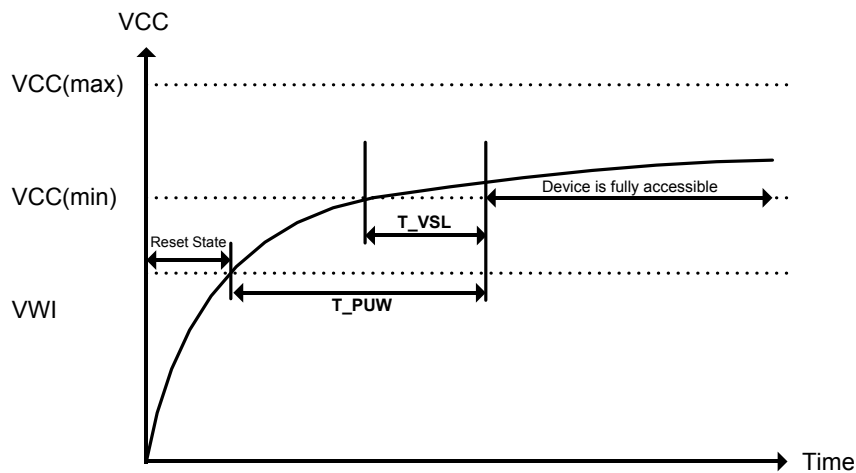 VCC
VCC(max)
VCC(min)
Device is fully accessible
T_VSL
Reset State
T_PUW
VWI
Time